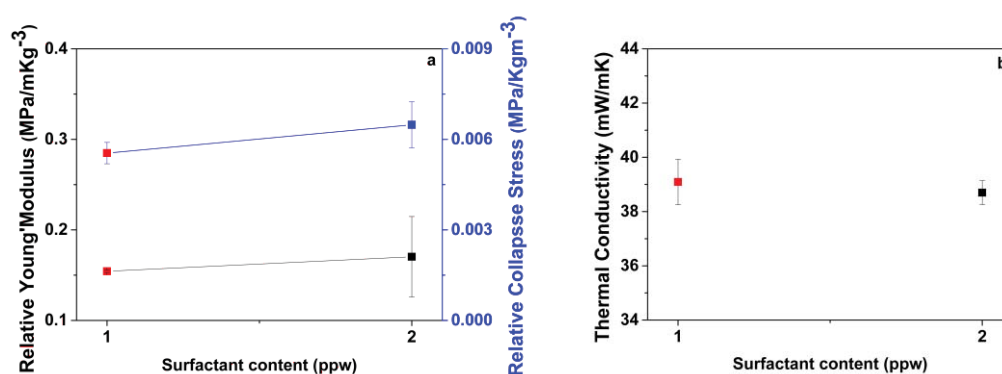 a
Relative Young'Modulus (MPa/mKg⁻³)
0.4
0.3
0.2
0.1
1
2
Surfactant content (ppw)
0.009
0.006
0.003
0.000
Relative Collapsse Stress (MPa/Kgm⁻³)
b
Thermal Conductivity (mW/mK)
44
42
40
38
36
34
1
2
Surfactant content (ppw)